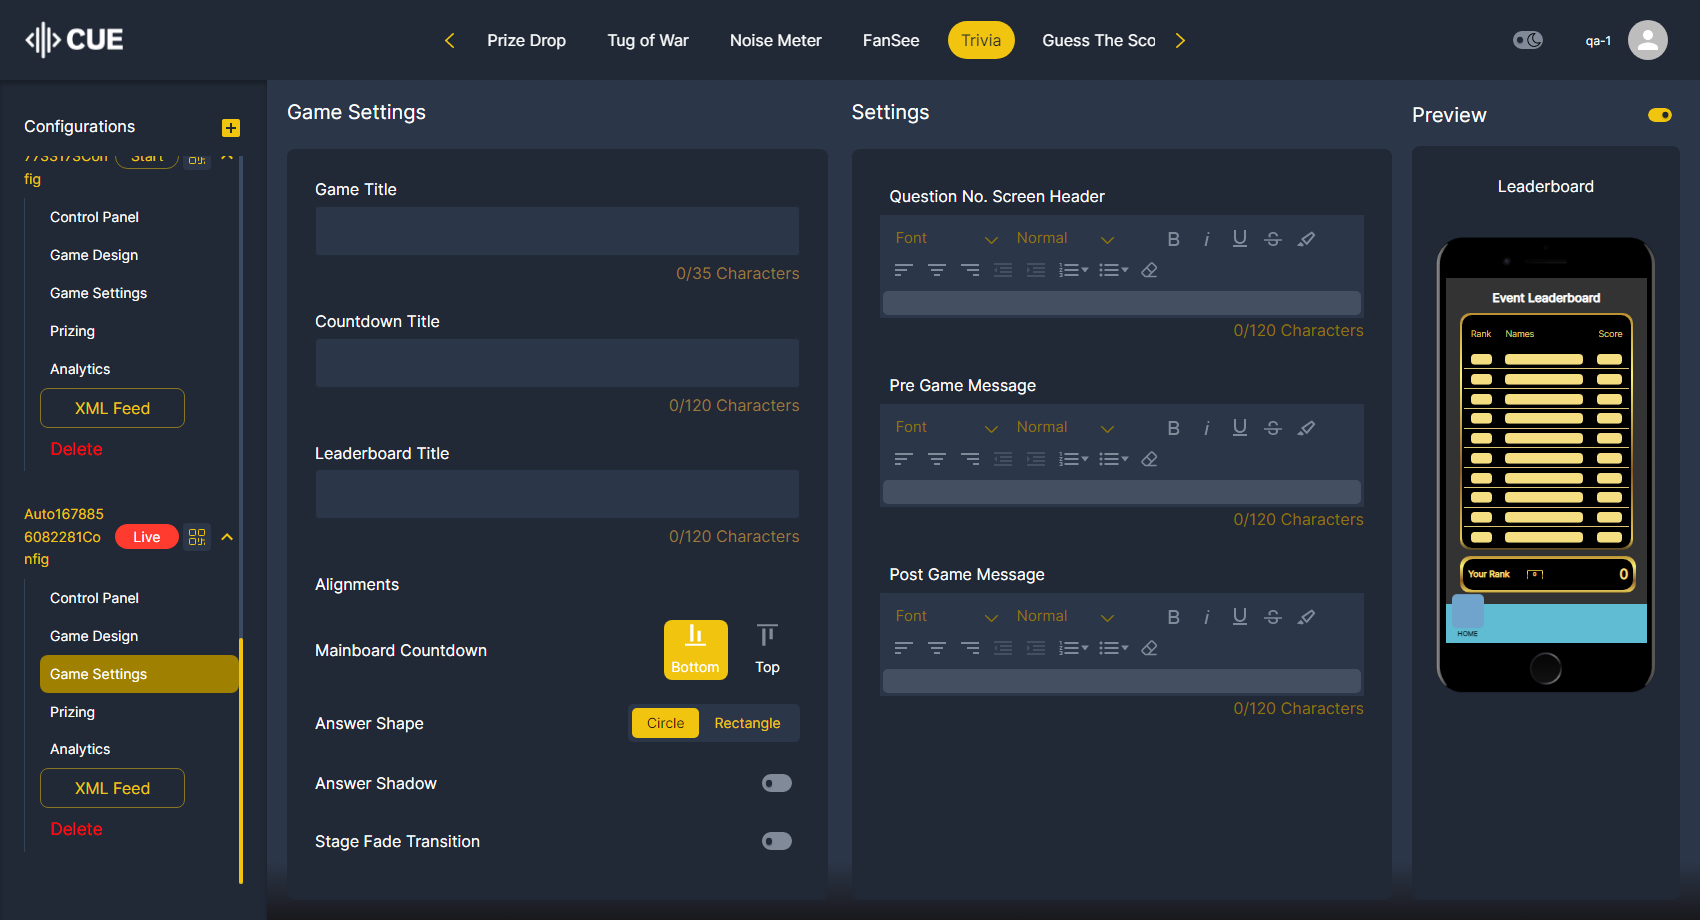 CUE
Prize Drop
Tug of War
Noise Meter
FanSee
Trivia
Guess The Sco
qa-1
Configurations
7733173Con
fig
Start
Control Panel
Game Design
Game Settings
Prizing
Analytics
XML Feed
Delete
Auto167885
6082281Co
nfig
Live
Control Panel
Game Design
Game Settings
Prizing
Analytics
XML Feed
Delete
Game Settings
Game Title
0/35 Characters
Countdown Title
0/120 Characters
Leaderboard Title
0/120 Characters
Alignments
Mainboard Countdown
Bottom
Top
Answer Shape
Circle
Rectangle
Answer Shadow
Stage Fade Transition
Settings
Question No. Screen Header
Font
Normal
0/120 Characters
Pre Game Message
Font
Normal
0/120 Characters
Post Game Message
Font
Normal
0/120 Characters
Preview
Leaderboard
Event Leaderboard
Rank Names Score
Your Rank 0 0
HOME